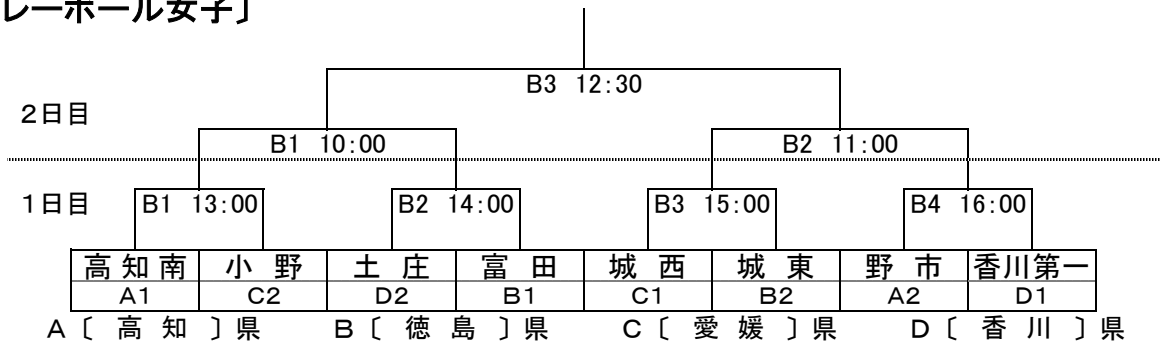 レーボール女子〕
B3 12:30
2日目
B1 10:00 B2 11:00
1日目 B1 13:00 B2 14:00 B3 15:00 B4 16:00
高知南 小野 土庄 富田 城西 城東 野市 香川第一
A1 C2 D2 B1 C1 B2 A2 D1
A〔 高 知 〕県 B〔 徳 島 〕県 C〔 愛 媛 〕県 D〔 香 川 〕県